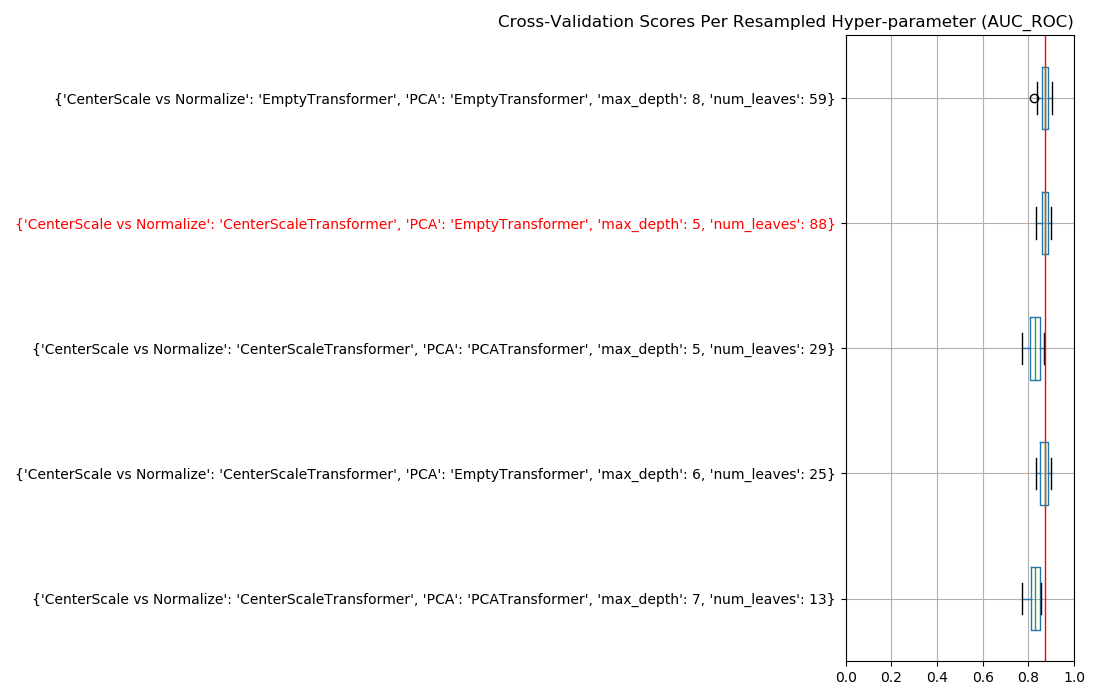 Cross-Validation Scores Per Resampled Hyper-parameter (AUC_ROC)
{'CenterScale vs Normalize': 'EmptyTransformer', 'PCA': 'EmptyTransformer', 'max_depth': 8, 'num_leaves': 59}
{'CenterScale vs Normalize': 'CenterScaleTransformer', 'PCA': 'EmptyTransformer', 'max_depth': 5, 'num_leaves': 88}
{'CenterScale vs Normalize': 'CenterScaleTransformer', 'PCA': 'PCATransformer', 'max_depth': 5, 'num_leaves': 29}
{'CenterScale vs Normalize': 'CenterScaleTransformer', 'PCA': 'EmptyTransformer', 'max_depth': 6, 'num_leaves': 25}
{'CenterScale vs Normalize': 'CenterScaleTransformer', 'PCA': 'PCATransformer', 'max_depth': 7, 'num_leaves': 13}
0.0 0.2 0.4 0.6 0.8 1.0